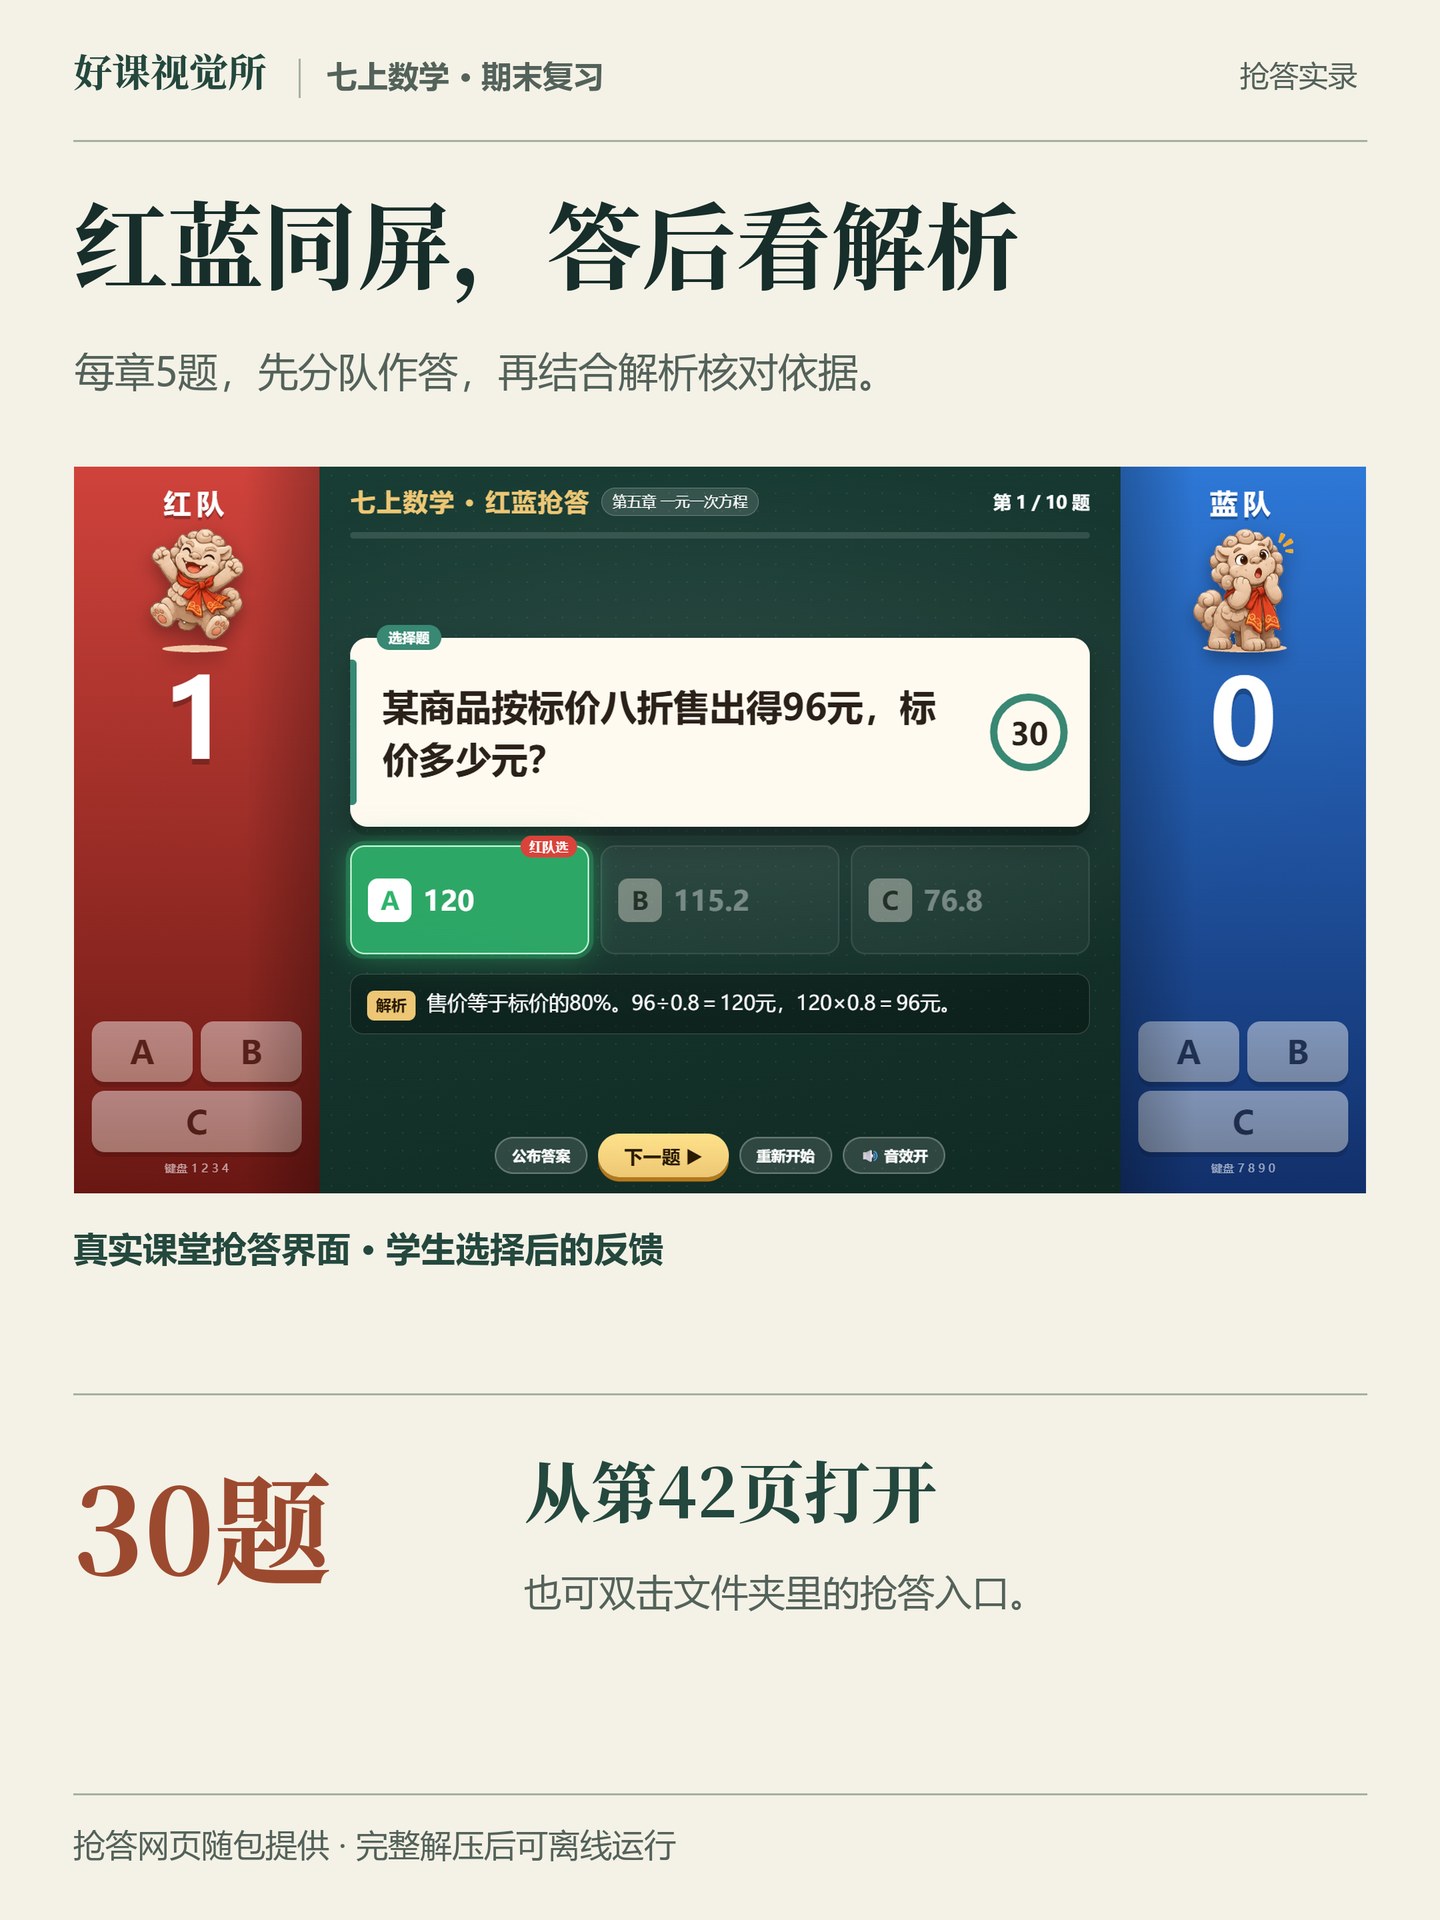 好课视觉所
七上数学·期末复习
抢答实录
红蓝同屏，答后看解析
每章5题，先分队作答，再结合解析核对依据。
红队
1
A
B
C
键盘 1 2 3 4
七上数学·红蓝抢答
第五章 一元一次方程
第 1 / 10 题
选择题
某商品按标价八折售出得96元，标
价多少元？
30
红队选
A 120
B 115.2
C 76.8
解析 售价等于标价的80%。96÷0.8＝120元，120×0.8＝96元。
公布答案
下一题 ▶
重新开始
🔊 音效开
蓝队
0
A
B
C
键盘 7 8 9 0
真实课堂抢答界面·学生选择后的反馈
30题
从第42页打开
也可双击文件夹里的抢答入口。
抢答网页随包提供·完整解压后可离线运行